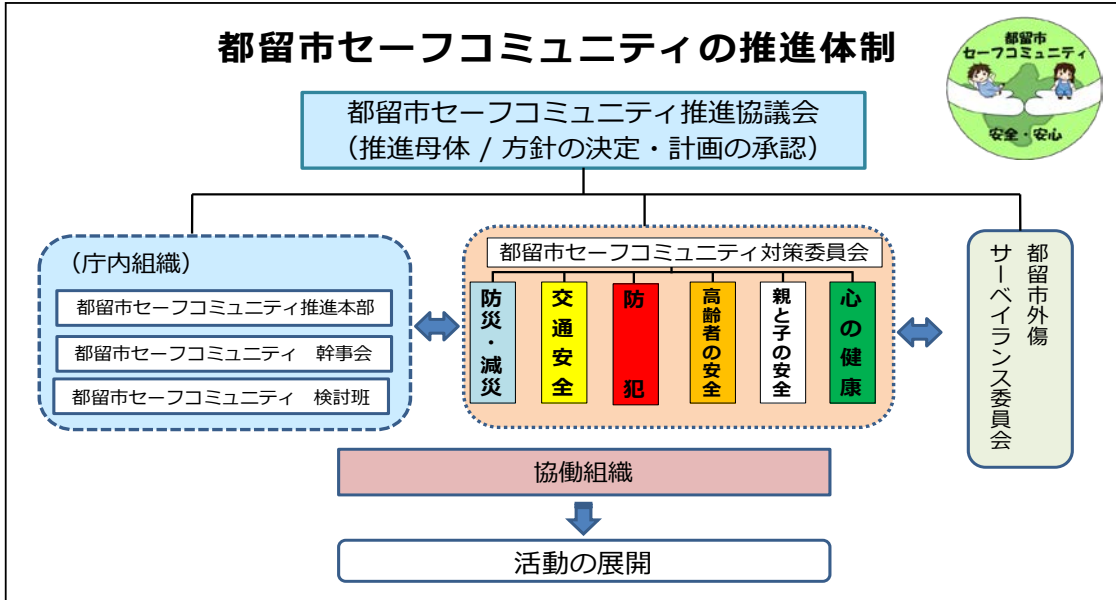 都留市セーフコミュニティの推進体制
都留市
セーフコミュニティ
安全・安心
都留市セーフコミュニティ推進協議会
（推進母体 / 方針の決定・計画の承認）
（庁内組織）
都留市セーフコミュニティ推進本部
都留市セーフコミュニティ　幹事会
都留市セーフコミュニティ　検討班
都留市セーフコミュニティ対策委員会
防災・減災
交通安全
防　犯
高齢者の安全
親と子の安全
心の健康
都留市外傷
サーベイランス委員会
協働組織
活動の展開